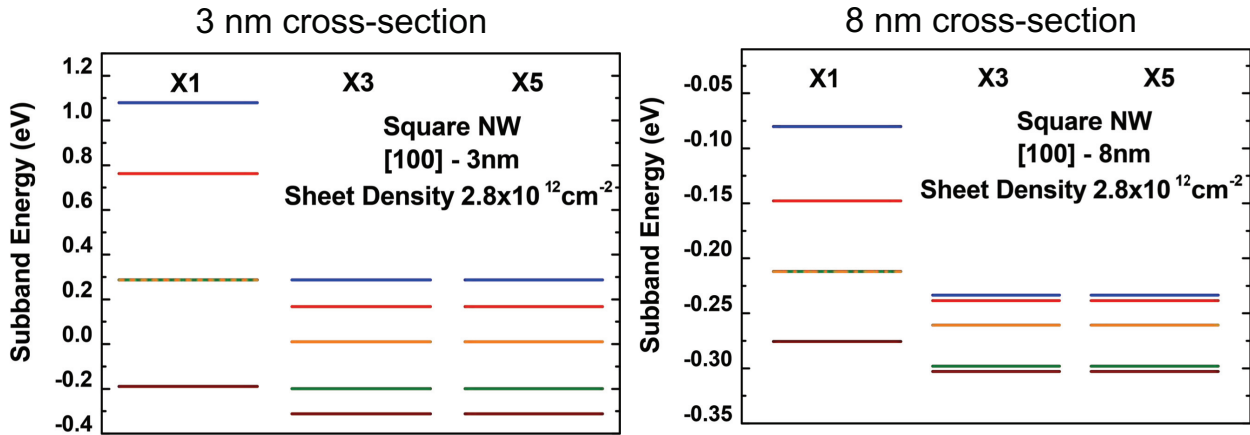 3 nm cross-section
1.2
1.0
0.8
0.6
0.4
0.2
0.0
-0.2
-0.4
Subband Energy (eV)
X1 X3 X5
Square NW
[100] - 3nm
Sheet Density 2.8x10 ¹²cm⁻²
8 nm cross-section
-0.05
-0.10
-0.15
-0.20
-0.25
-0.30
-0.35
Subband Energy (eV)
X1 X3 X5
Square NW
[100] - 8nm
Sheet Density 2.8x10 ¹²cm⁻²